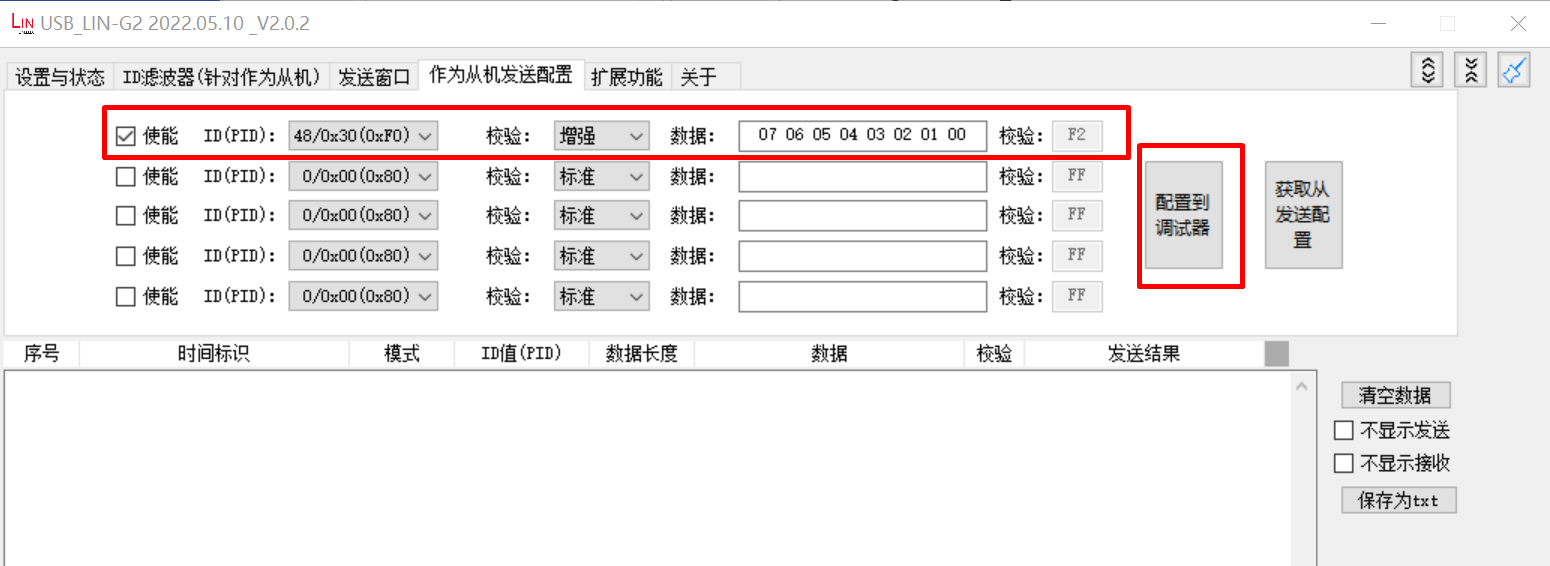 LIN USB_LIN-G2 2022.05.10 _V2.0.2
设置与状态 ID滤波器(针对作为从机) 发送窗口 作为从机发送配置 扩展功能 关于
使能 ID(PID): 48/0x30(0xF0) 校验: 增强 数据: 07 06 05 04 03 02 01 00 校验: F2
使能 ID(PID): 0/0x00(0x80) 校验: 标准 数据: 校验: FF
使能 ID(PID): 0/0x00(0x80) 校验: 标准 数据: 校验: FF
使能 ID(PID): 0/0x00(0x80) 校验: 标准 数据: 校验: FF
使能 ID(PID): 0/0x00(0x80) 校验: 标准 数据: 校验: FF
配置到
调试器
获取从
发送配
置
序号 时间标识 模式 ID值(PID) 数据长度 数据 校验 发送结果
清空数据
不显示发送
不显示接收
保存为txt